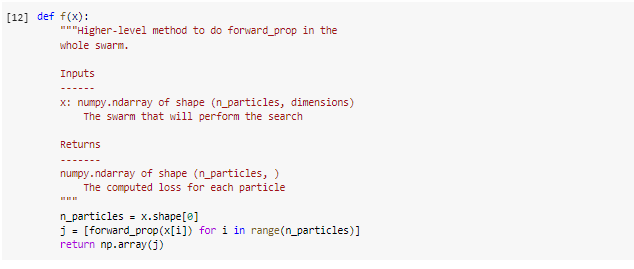 [12] def f(x):
    """Higher-level method to do forward_prop in the
    whole swarm.

    Inputs
    ------
    x: numpy.ndarray of shape (n_particles, dimensions)
        The swarm that will perform the search

    Returns
    -------
    numpy.ndarray of shape (n_particles, )
        The computed loss for each particle
    """
    n_particles = x.shape[0]
    j = [forward_prop(x[i]) for i in range(n_particles)]
    return np.array(j)